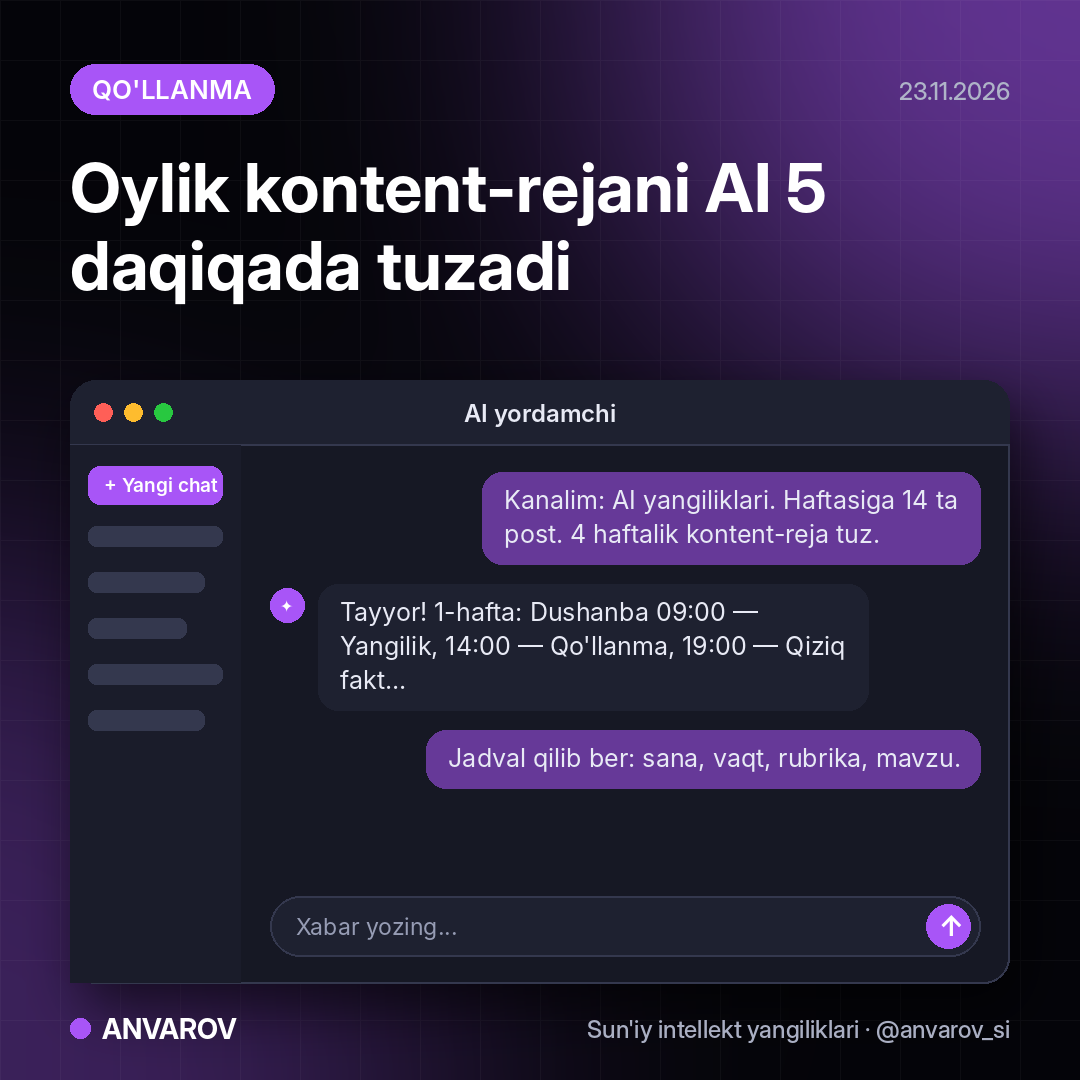 QO'LLANMA
23.11.2026
Oylik kontent-rejani AI 5
daqiqada tuzadi
AI yordamchi
+ Yangi chat
Kanalim: AI yangiliklari. Haftasiga 14 ta
post. 4 haftalik kontent-reja tuz.
Tayyor! 1-hafta: Dushanba 09:00 —
Yangilik, 14:00 — Qo'llanma, 19:00 — Qiziq
fakt...
Jadval qilib ber: sana, vaqt, rubrika, mavzu.
Xabar yozing...
ANVAROV
Sun'iy intellekt yangiliklari · @anvarov_si